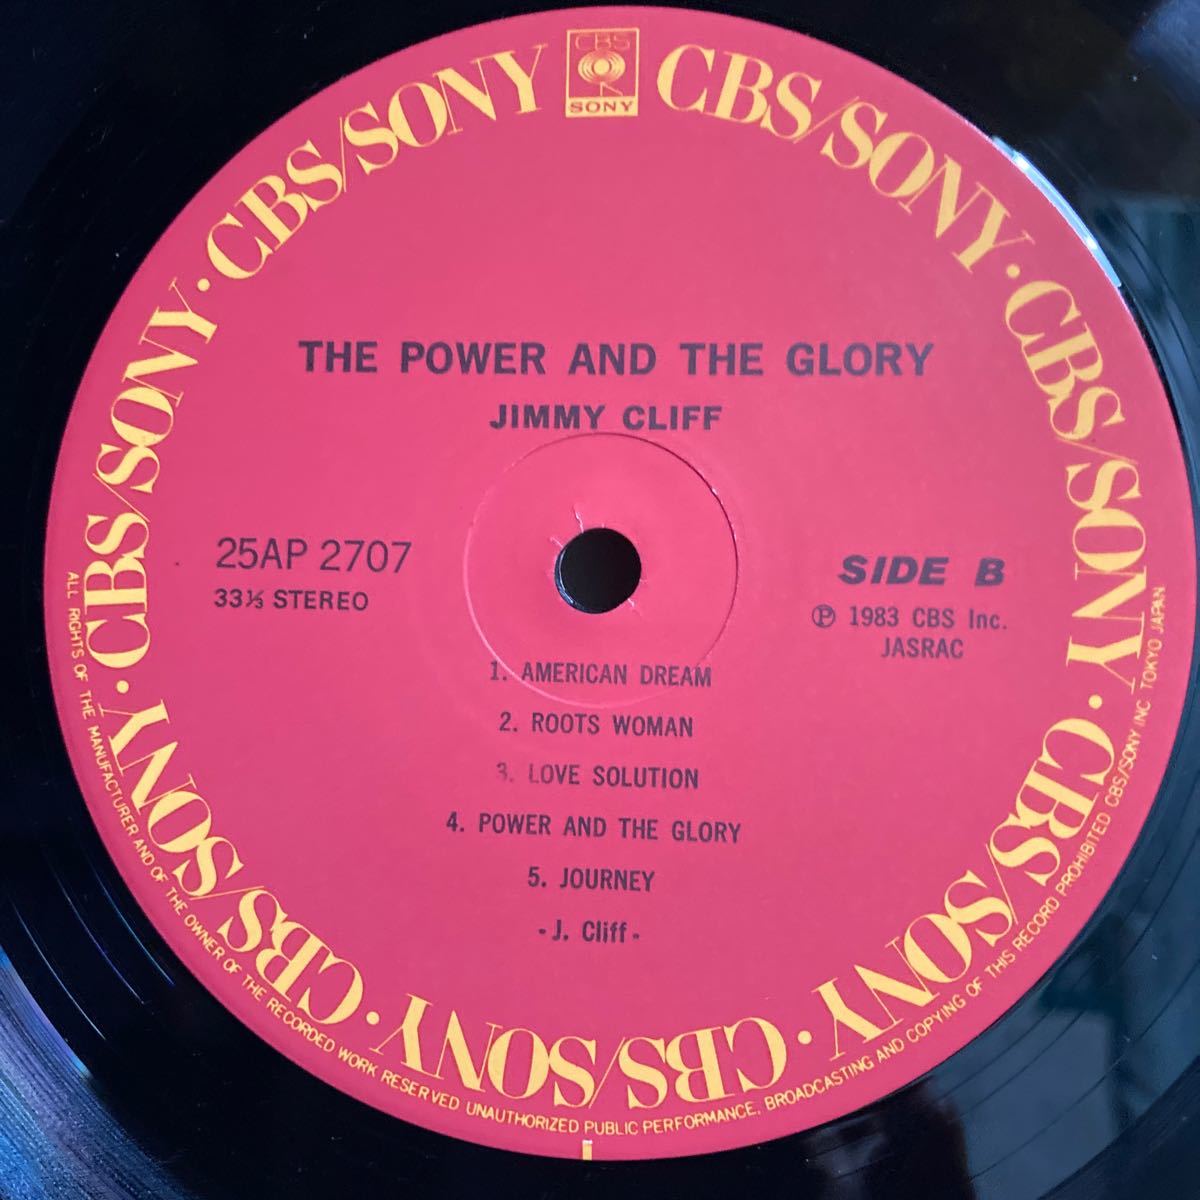 CBS
SONY
CBS/SONY · CBS/SONY · CBS/SONY · CBS/SONY · CBS/SONY · CBS/SONY · CBS/SONY · CBS/SONY
THE POWER AND THE GLORY
JIMMY CLIFF
25AP 2707
33⅓ STEREO
SIDE B
Ⓟ 1983 CBS Inc.
JASRAC
1. AMERICAN DREAM
2. ROOTS WOMAN
3. LOVE SOLUTION
4. POWER AND THE GLORY
5. JOURNEY
- J. Cliff -
ALL RIGHTS OF THE MANUFACTURER AND OF THE OWNER OF THE RECORDED WORK RESERVED UNAUTHORIZED PUBLIC PERFORMANCE, BROADCASTING AND COPYING OF THIS RECORD PROHIBITED CBS/SONY INC TOKYO JAPAN